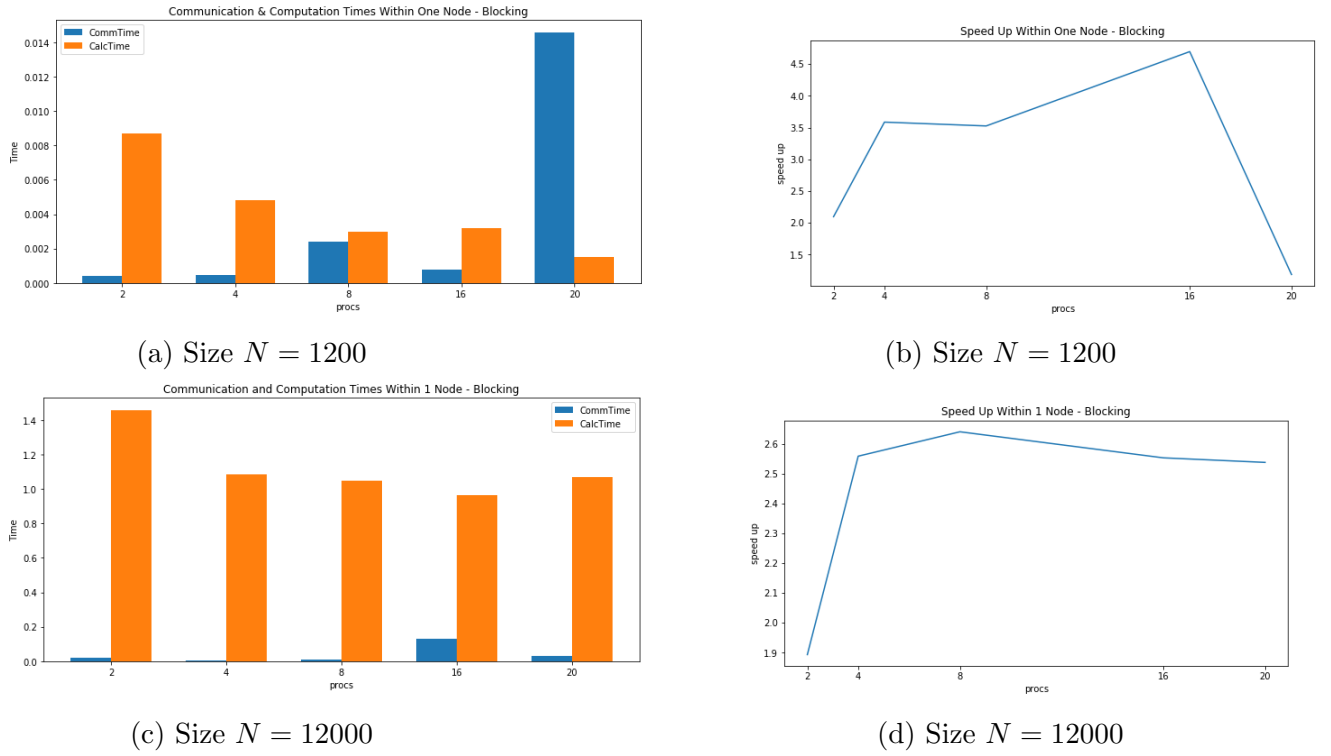 Communication & Computation Times Within One Node - Blocking
CommTime
CalcTime
0.014
0.012
0.010
0.008
0.006
0.004
0.002
0.000
Time
2 4 8 16 20
procs
(a) Size N = 1200
Speed Up Within One Node - Blocking
4.5
4.0
3.5
3.0
2.5
2.0
1.5
speed up
2 4 8 16 20
procs
(b) Size N = 1200
Communication and Computation Times Within 1 Node - Blocking
CommTime
CalcTime
1.4
1.2
1.0
0.8
0.6
0.4
0.2
0.0
Time
2 4 8 16 20
procs
(c) Size N = 12000
Speed Up Within 1 Node - Blocking
2.6
2.5
2.4
2.3
2.2
2.1
2.0
1.9
speed up
2 4 8 16 20
procs
(d) Size N = 12000